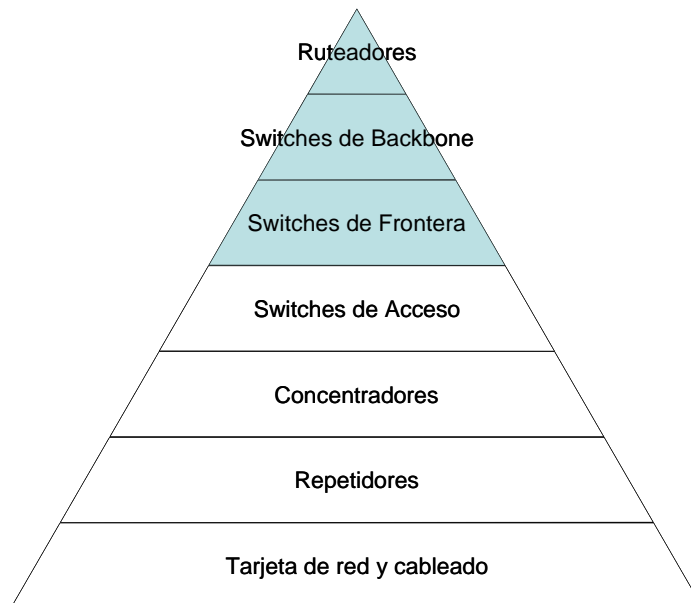 Ruteadores
Switches de Backbone
Switches de Frontera
Switches de Acceso
Concentradores
Repetidores
Tarjeta de red y cableado